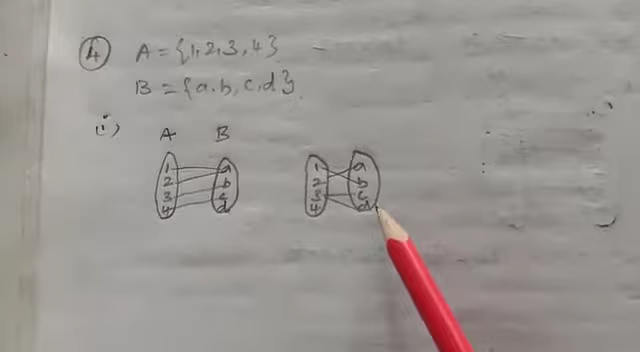 4 A = {1, 2, 3, 4}
B = {a, b, c, d}
i) A B
1 a 1 a
2 b 2 b
3 c 3 c
4 d 4 d